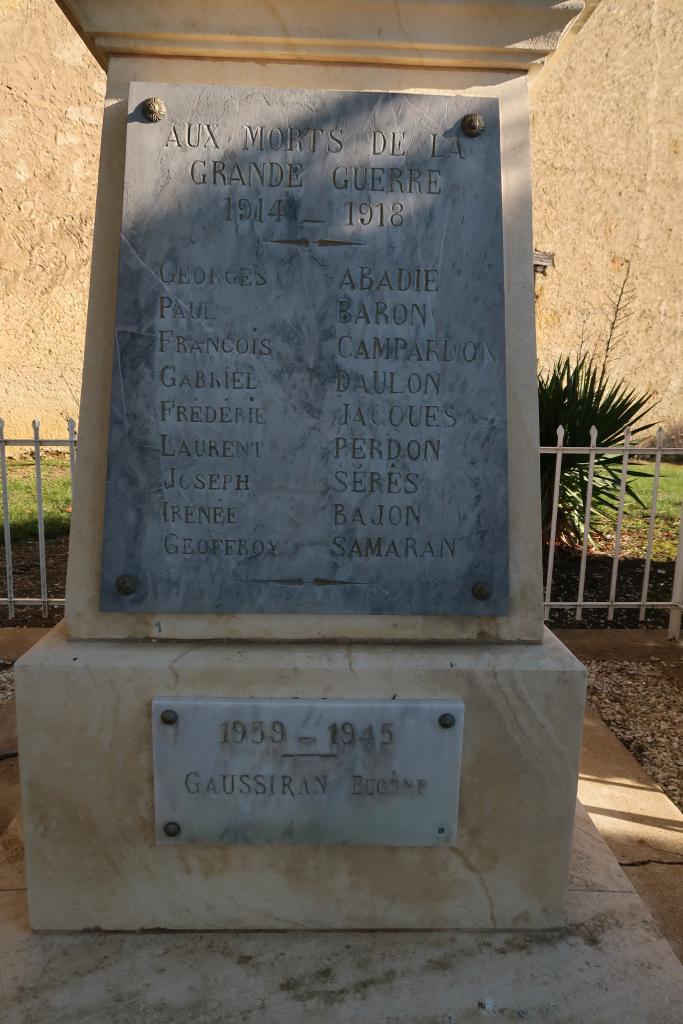 AUX MORTS DE LA
GRANDE GUERRE
1914 — 1918
GEORGES ABADIE
PAUL BARON
FRANCOIS CAMPARDON
GABRIEL DAULON
FRÉDÉRIC JACQUES
LAURENT PERDON
JOSEPH SÉRÊS
IRENÉE BAJON
GEOFFROY SAMARAN
1939 — 1945
GAUSSIRAN EUGÈNE